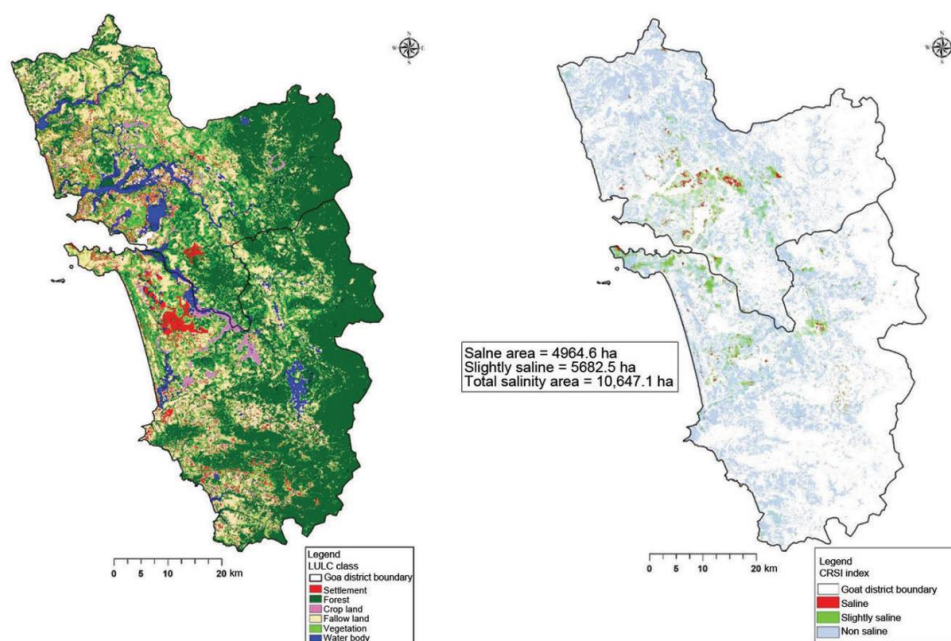 N
W E
S
N
W E
S
Salne area = 4964.6 ha
Slightly saline = 5682.5 ha
Total salinity area = 10,647.1 ha
0 5 10 20 km
Legend
LULC class
Goa district boundary
Settlement
Forest
Crop land
Fallow land
Vegetation
Water body
0 5 10 20 km
Legend
CRSI index
Goat district boundary
Saline
Slightly saline
Non saline